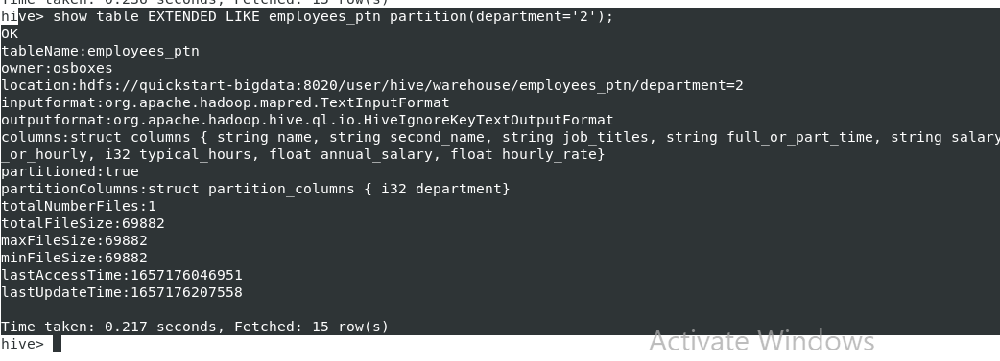 Time taken: 0.230 seconds, Fetched: 15 row(s)
hive> show table EXTENDED LIKE employees_ptn partition(department='2');
OK
tableName:employees_ptn
owner:osboxes
location:hdfs://quickstart-bigdata:8020/user/hive/warehouse/employees_ptn/department=2
inputformat:org.apache.hadoop.mapred.TextInputFormat
outputformat:org.apache.hadoop.hive.ql.io.HiveIgnoreKeyTextOutputFormat
columns:struct columns { string name, string second_name, string job_titles, string full_or_part_time, string salary
_or_hourly, i32 typical_hours, float annual_salary, float hourly_rate}
partitioned:true
partitionColumns:struct partition_columns { i32 department}
totalNumberFiles:1
totalFileSize:69882
maxFileSize:69882
minFileSize:69882
lastAccessTime:1657176046951
lastUpdateTime:1657176207558
Time taken: 0.217 seconds, Fetched: 15 row(s)
hive>
Activate Windows